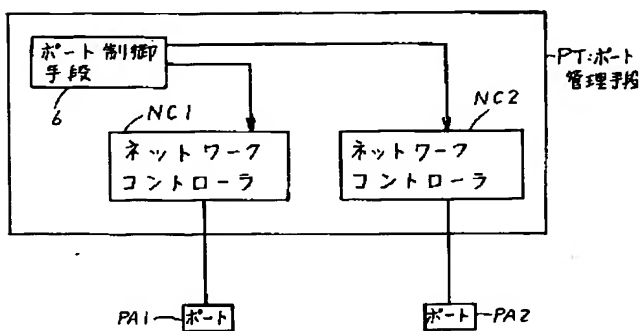 ポート制御
手段
6
PT:ポート
管理手段
NC1
NC2
ネットワーク
コントローラ
ネットワーク
コントローラ
PA1
ポート
ポート
PA2